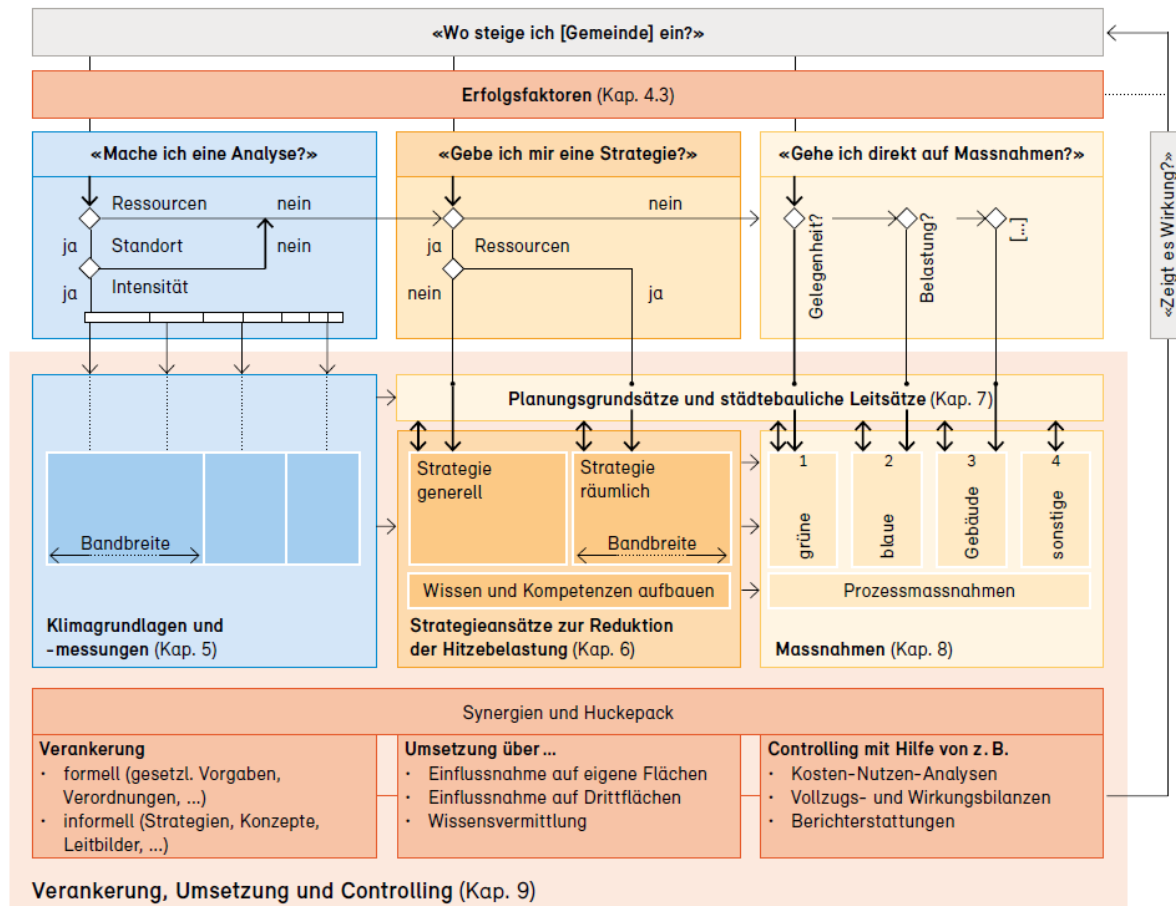 «Wo steige ich [Gemeinde] ein?»
Erfolgsfaktoren (Kap. 4.3)
«Mache ich eine Analyse?»
Ressourcen
nein
ja
Standort
nein
ja
Intensität
«Gebe ich mir eine Strategie?»
nein
ja
Ressourcen
nein
ja
«Gehe ich direkt auf Massnahmen?»
Gelegenheit?
Belastung?
[...]
«Zeigt es Wirkung?»
Planungsgrundsätze und städtebauliche Leitsätze (Kap. 7)
Bandbreite
Klimagrundlagen und
-messungen (Kap. 5)
Strategie
generell
Strategie
räumlich
Bandbreite
Wissen und Kompetenzen aufbauen
Strategieansätze zur Reduktion
der Hitzebelastung (Kap. 6)
1
grüne
2
blaue
3
Gebäude
4
sonstige
Prozessmassnahmen
Massnahmen (Kap. 8)
Synergien und Huckepack
Verankerung
· formell (gesetzl. Vorgaben,
Verordnungen, ...)
· informell (Strategien, Konzepte,
Leitbilder, ...)
Umsetzung über ...
· Einflussnahme auf eigene Flächen
· Einflussnahme auf Drittflächen
· Wissensvermittlung
Controlling mit Hilfe von z. B.
· Kosten-Nutzen-Analysen
· Vollzugs- und Wirkungsbilanzen
· Berichterstattungen
Verankerung, Umsetzung und Controlling (Kap. 9)